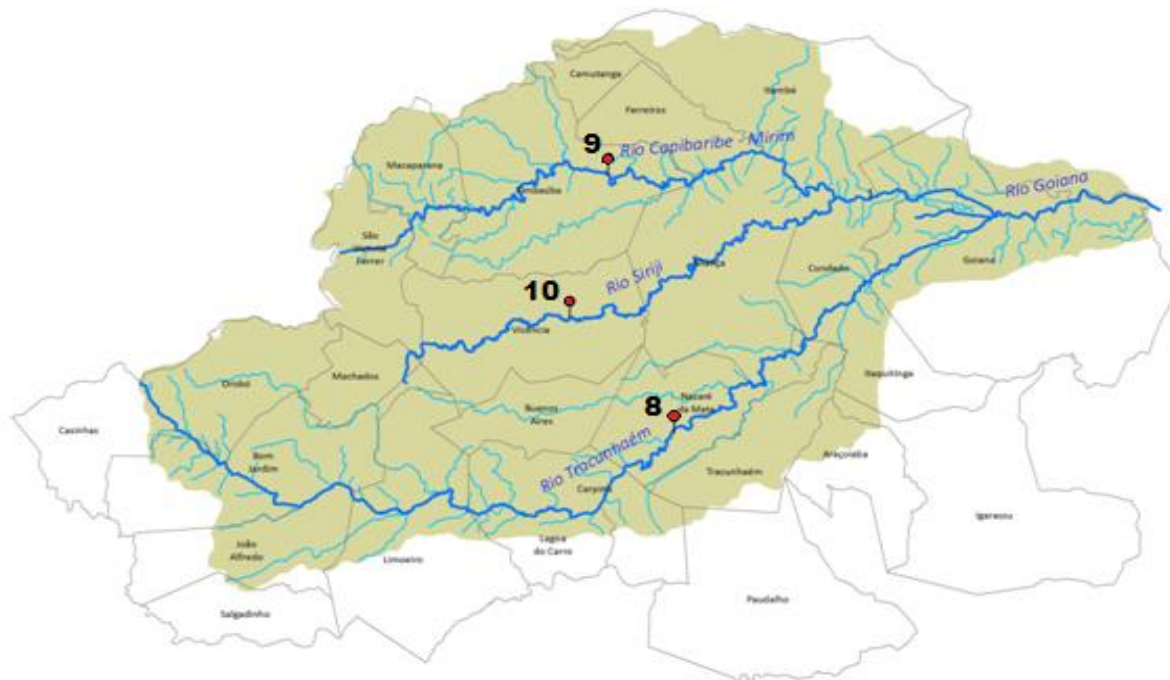 Camutanga
Itambé
Ferreiros
9
Rio Capibaribe - Mirim
Macaparana
Timbaúba
Rio Goiana
São
Vicente
Ferrer
Goiana
Condado
Aliança
Rio Siriji
10
Vicência
Machados
Orobó
Itaquitinga
Buenos
Aires
8
Nazaré
da Mata
Casinhas
Bom
Jardim
Rio Tracunhaém
Tracunhaém
Araçoiaba
Carpina
Igarassu
João
Alfredo
Lagoa
do Carro
Limoeiro
Paudalho
Salgadinho